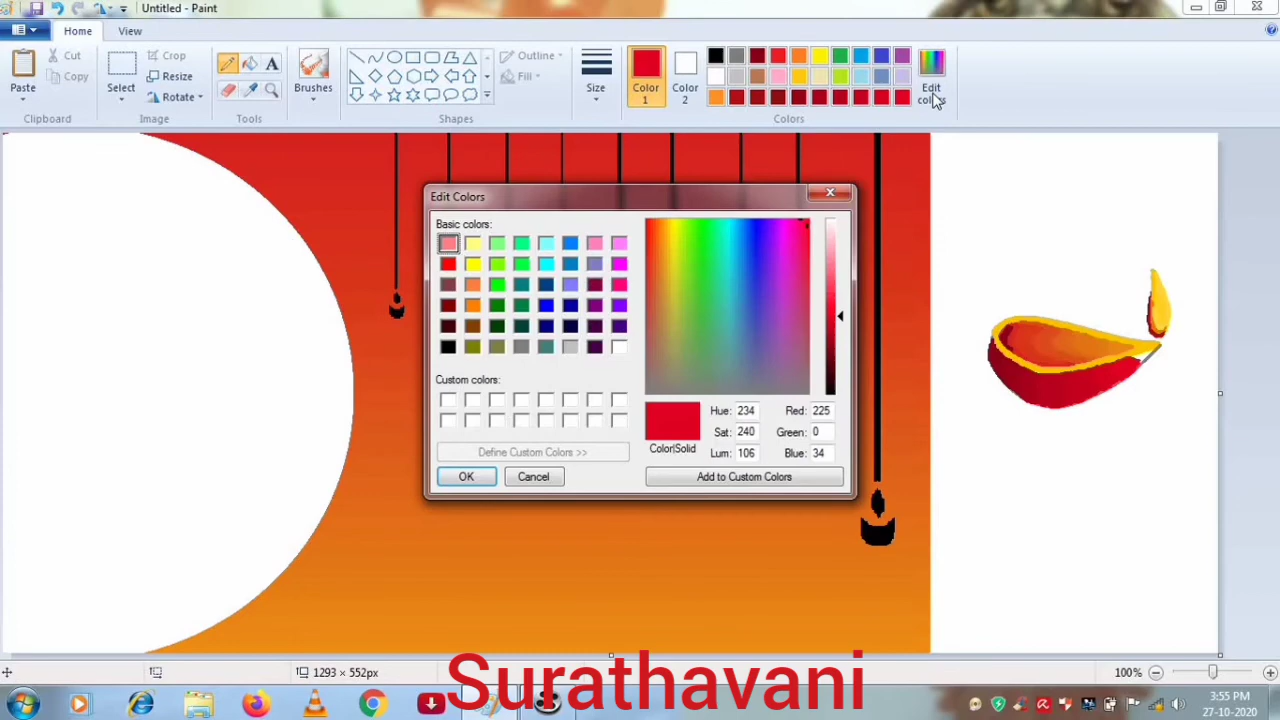 Untitled - Paint
Home
View
Paste
Cut
Copy
Clipboard
Select
Crop
Resize
Rotate
Image
Tools
Brushes
Shapes
Outline
Fill
Size
Color 1
Color 2
Colors
Edit colors
Edit Colors
Basic colors:
Custom colors:
Define Custom Colors >>
OK
Cancel
Color|Solid
Hue: 234
Sat: 240
Lum: 106
Red: 225
Green: 0
Blue: 34
Add to Custom Colors
1293 × 552px
100%
Surathavani
3:55 PM
27-10-2020